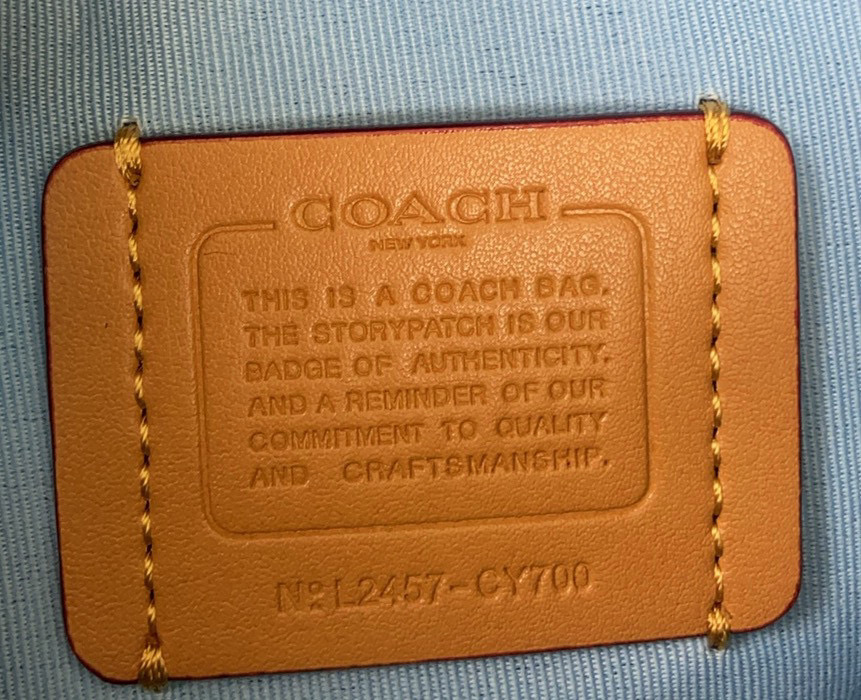 COACH
NEW YORK
THIS IS A COACH BAG.
THE STORYPATCH IS OUR
BADGE OF AUTHENTICITY,
AND A REMINDER OF OUR
COMMITMENT TO QUALITY
AND CRAFTSMANSHIP.
Nº L2457-CY700